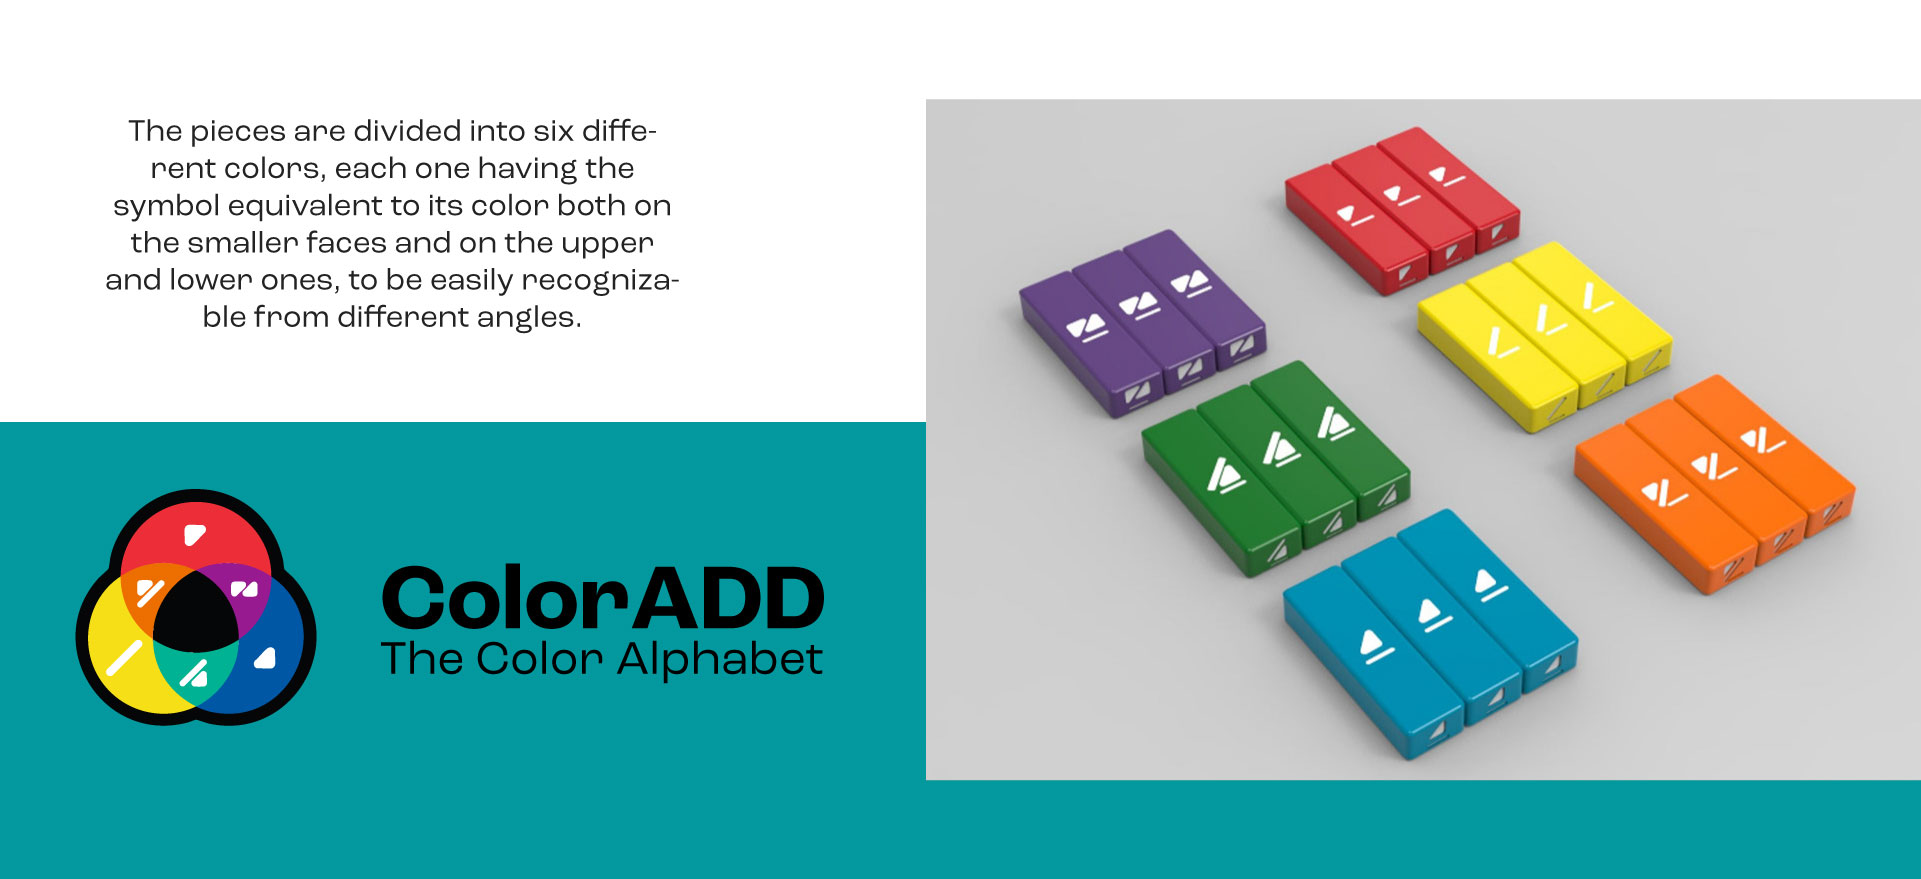 The pieces are divided into six diffe-
rent colors, each one having the
symbol equivalent to its color both on
the smaller faces and on the upper
and lower ones, to be easily recogniza-
ble from different angles.
ColorADD
The Color Alphabet